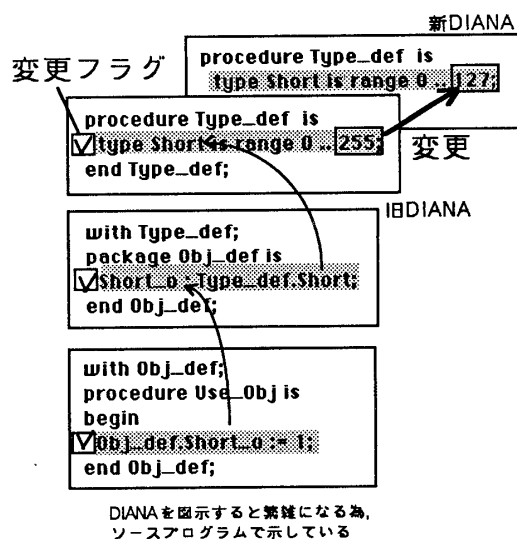 新DIANA
procedure Type_def is
type Short is range 0 .. 127;
変更フラグ
procedure Type_def is
type Short is range 0 .. 255;
end Type_def;
変更
旧DIANA
with Type_def;
package Obj_def is
Short_o : Type_def.Short;
end Obj_def;
with Obj_def;
procedure Use_Obj is
begin
Obj_def.Short_o := 1;
end Obj_def;
DIANAを図示すると繁雑になる為,
ソースプログラムで示している